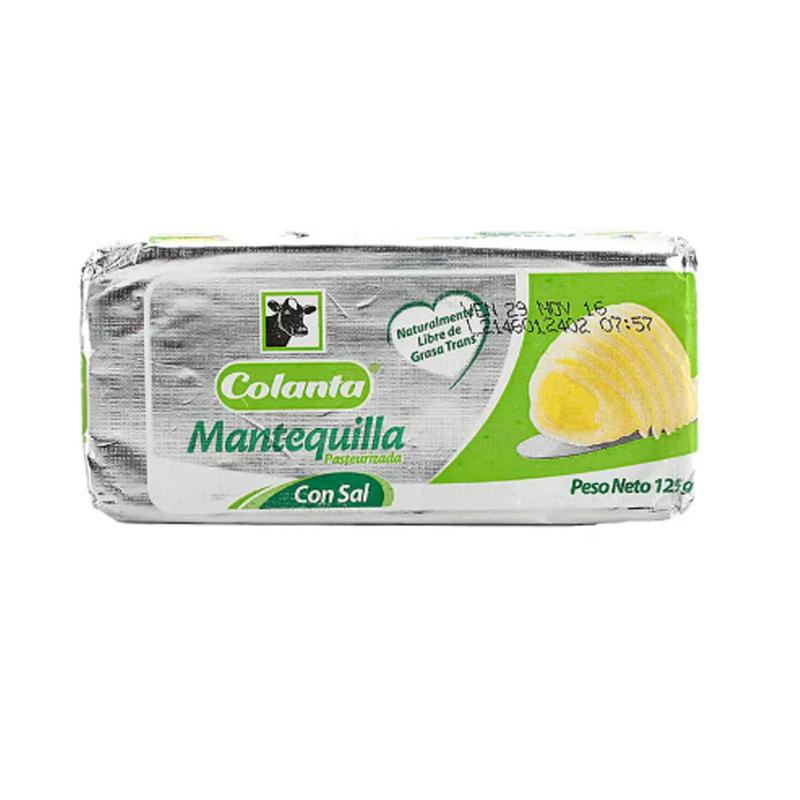 Colanta
Mantequilla
Pasteurizada
Con Sal
Naturalmente
Libre de
Grasa Trans
VEN 29 NOV 16
L2146012402 07:57
Peso Neto 125g